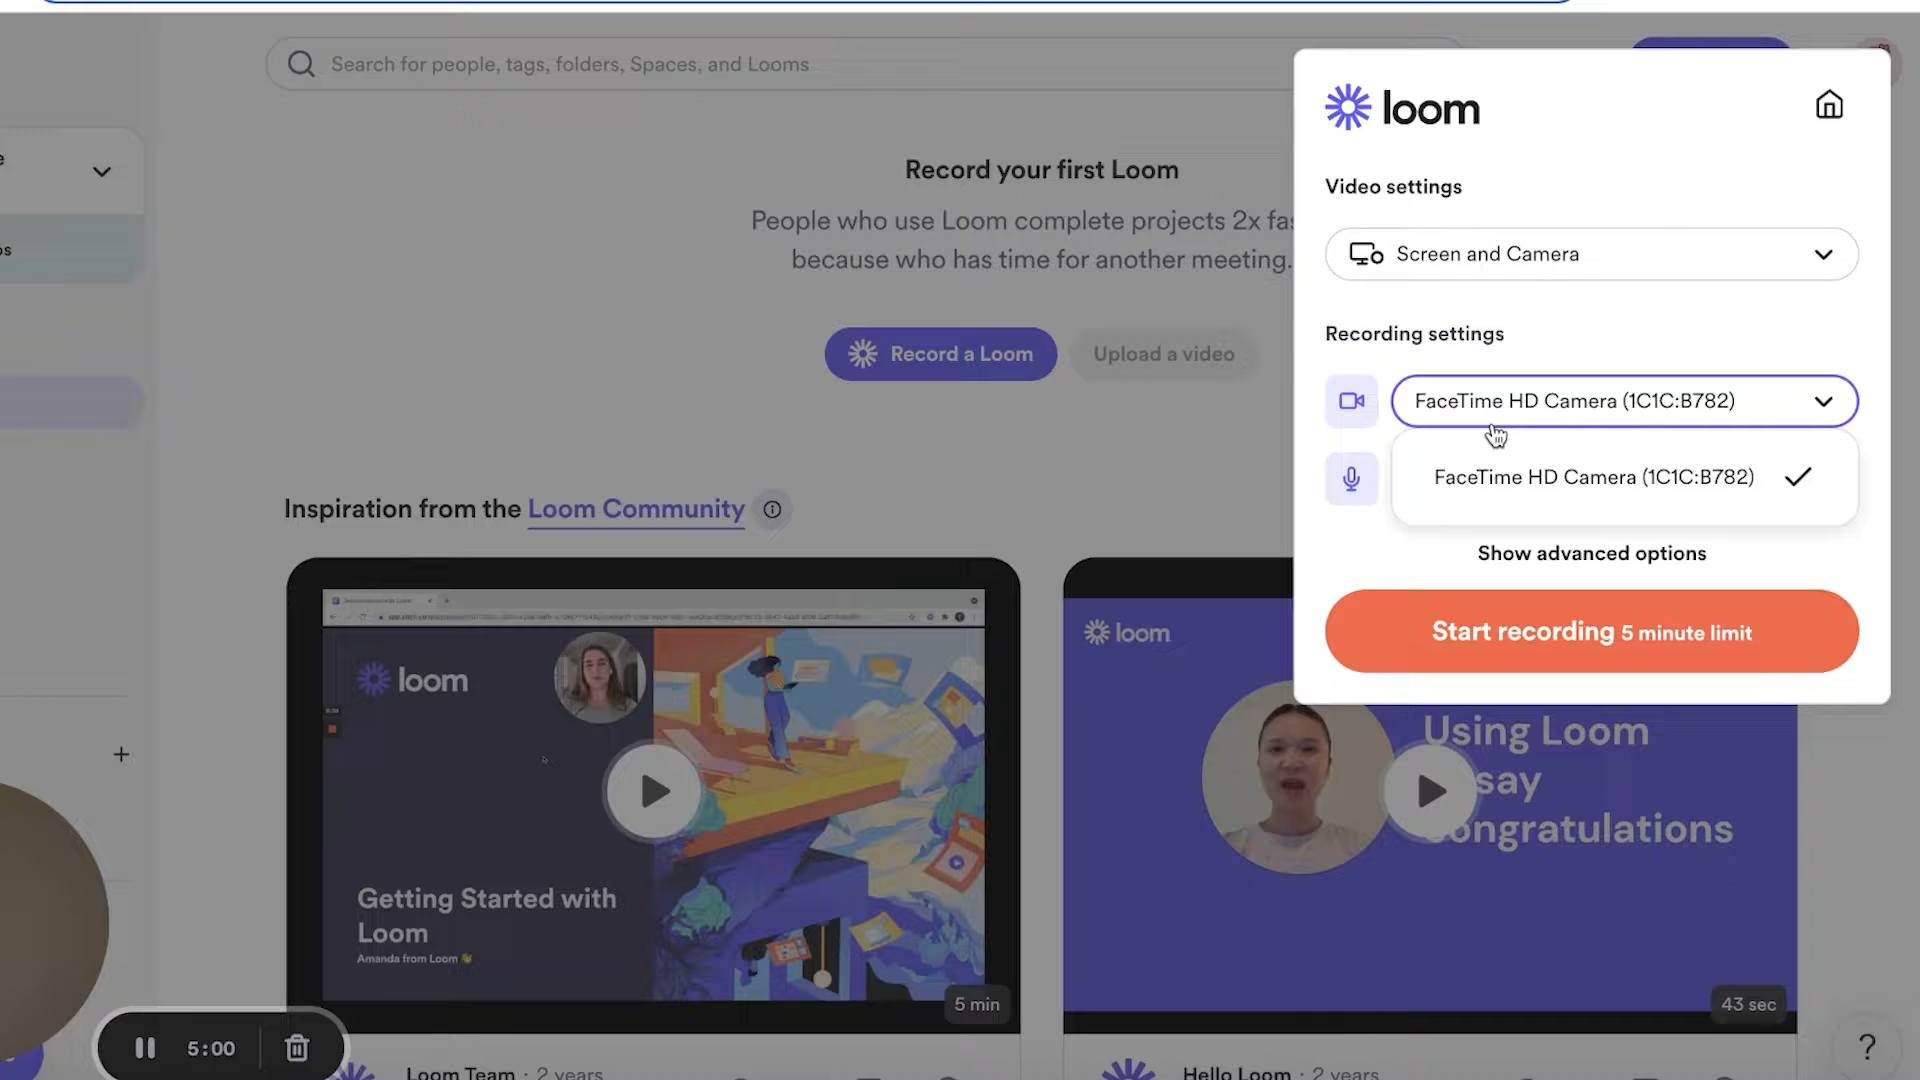 Search for people, tags, folders, Spaces, and Looms
Record your first Loom
People who use Loom complete projects 2x
because who has time for another meeting.
Record a Loom
Upload a video
Inspiration from the Loom Community
loom
Getting Started with
Loom
Amanda from Loom
5 min
Loom Team · 2 years
loom
Using Loom
say
ongratulations
43 sec
Hello Loom · 2 years
loom
Video settings
Screen and Camera
Recording settings
FaceTime HD Camera (1C1C:B782)
FaceTime HD Camera (1C1C:B782)
Show advanced options
Start recording 5 minute limit
5:00
?